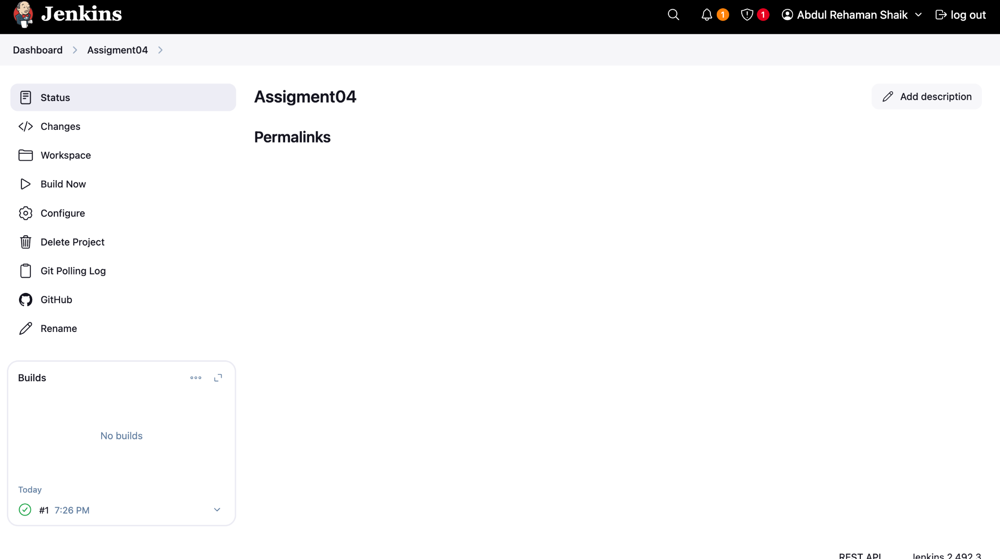 Jenkins
1
1
Abdul Rehaman Shaik
log out
Dashboard
Assigment04
Status
Changes
Workspace
Build Now
Configure
Delete Project
Git Polling Log
GitHub
Rename
Assigment04
Add description
Permalinks
Builds
No builds
Today
#1 7:26 PM
REST API
Jenkins 2.492.3